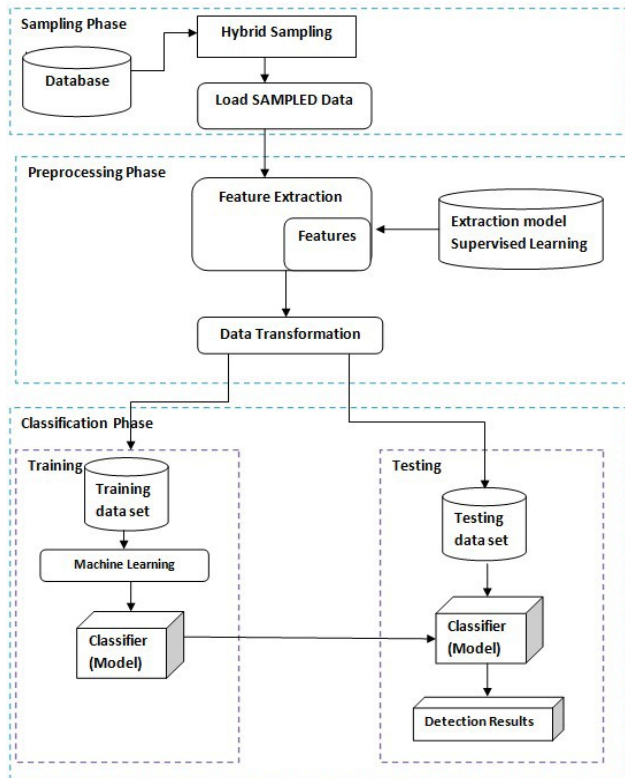 Sampling Phase
Hybrid Sampling
Database
Load SAMPLED Data
Preprocessing Phase
Feature Extraction
Features
Extraction model
Supervised Learning
Data Transformation
Classification Phase
Training
Training
data set
Machine Learning
Classifier
(Model)
Testing
Testing
data set
Classifier
(Model)
Detection Results